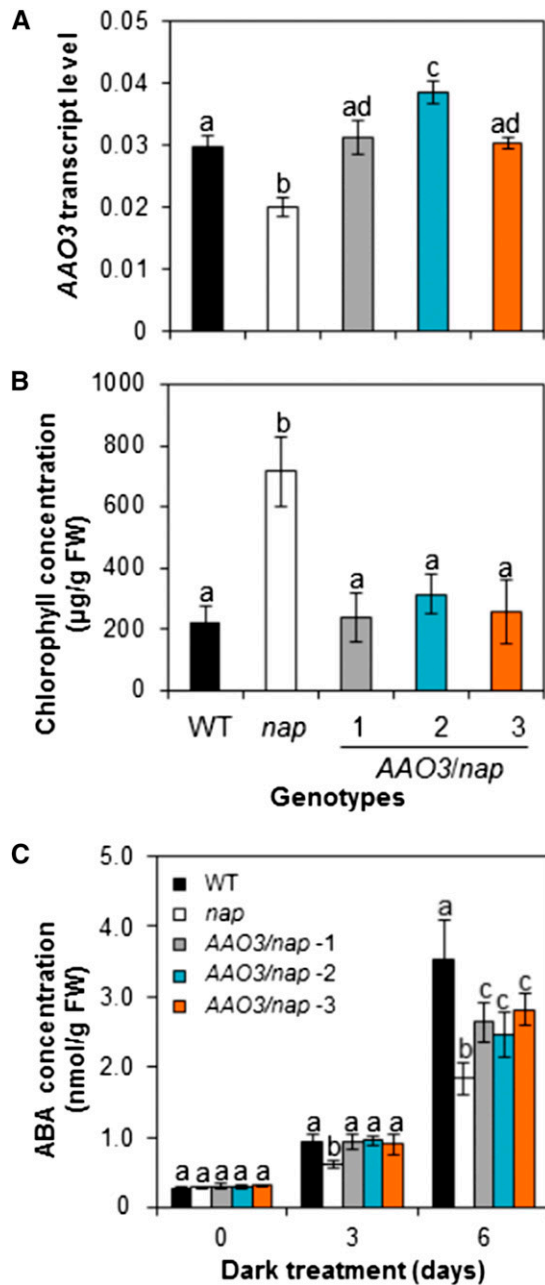 A
AAO3 transcript level
0.05
0.04
0.03
0.02
0.01
0
a
b
ad
c
ad
B
Chlorophyll concentration
(µg/g FW)
1000
800
600
400
200
0
a
b
a
a
a
WT nap 1 2 3
AAO3/nap
Genotypes
C
ABA concentration
(nmol/g FW)
5.0
4.0
3.0
2.0
1.0
0
WT
nap
AAO3/nap -1
AAO3/nap -2
AAO3/nap -3
a a a a a
a b a a a
a b c c c
0 3 6
Dark treatment (days)